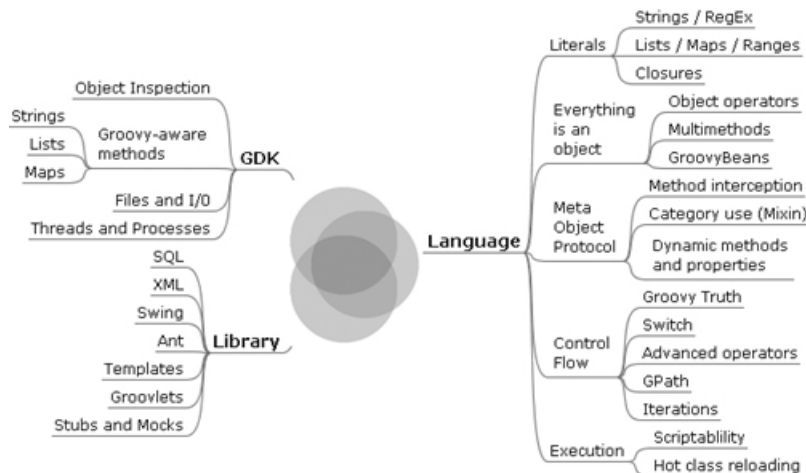 Object Inspection
Strings
Lists
Maps
Groovy-aware
methods
GDK
Files and I/0
Threads and Processes
SQL
XML
Swing
Ant
Templates
Groovlets
Stubs and Mocks
Library
Language
Literals
Strings / RegEx
Lists / Maps / Ranges
Closures
Everything
is an
object
Object operators
Multimethods
GroovyBeans
Meta
Object
Protocol
Method interception
Category use (Mixin)
Dynamic methods
and properties
Control
Flow
Groovy Truth
Switch
Advanced operators
GPath
Iterations
Execution
Scriptablility
Hot class reloading